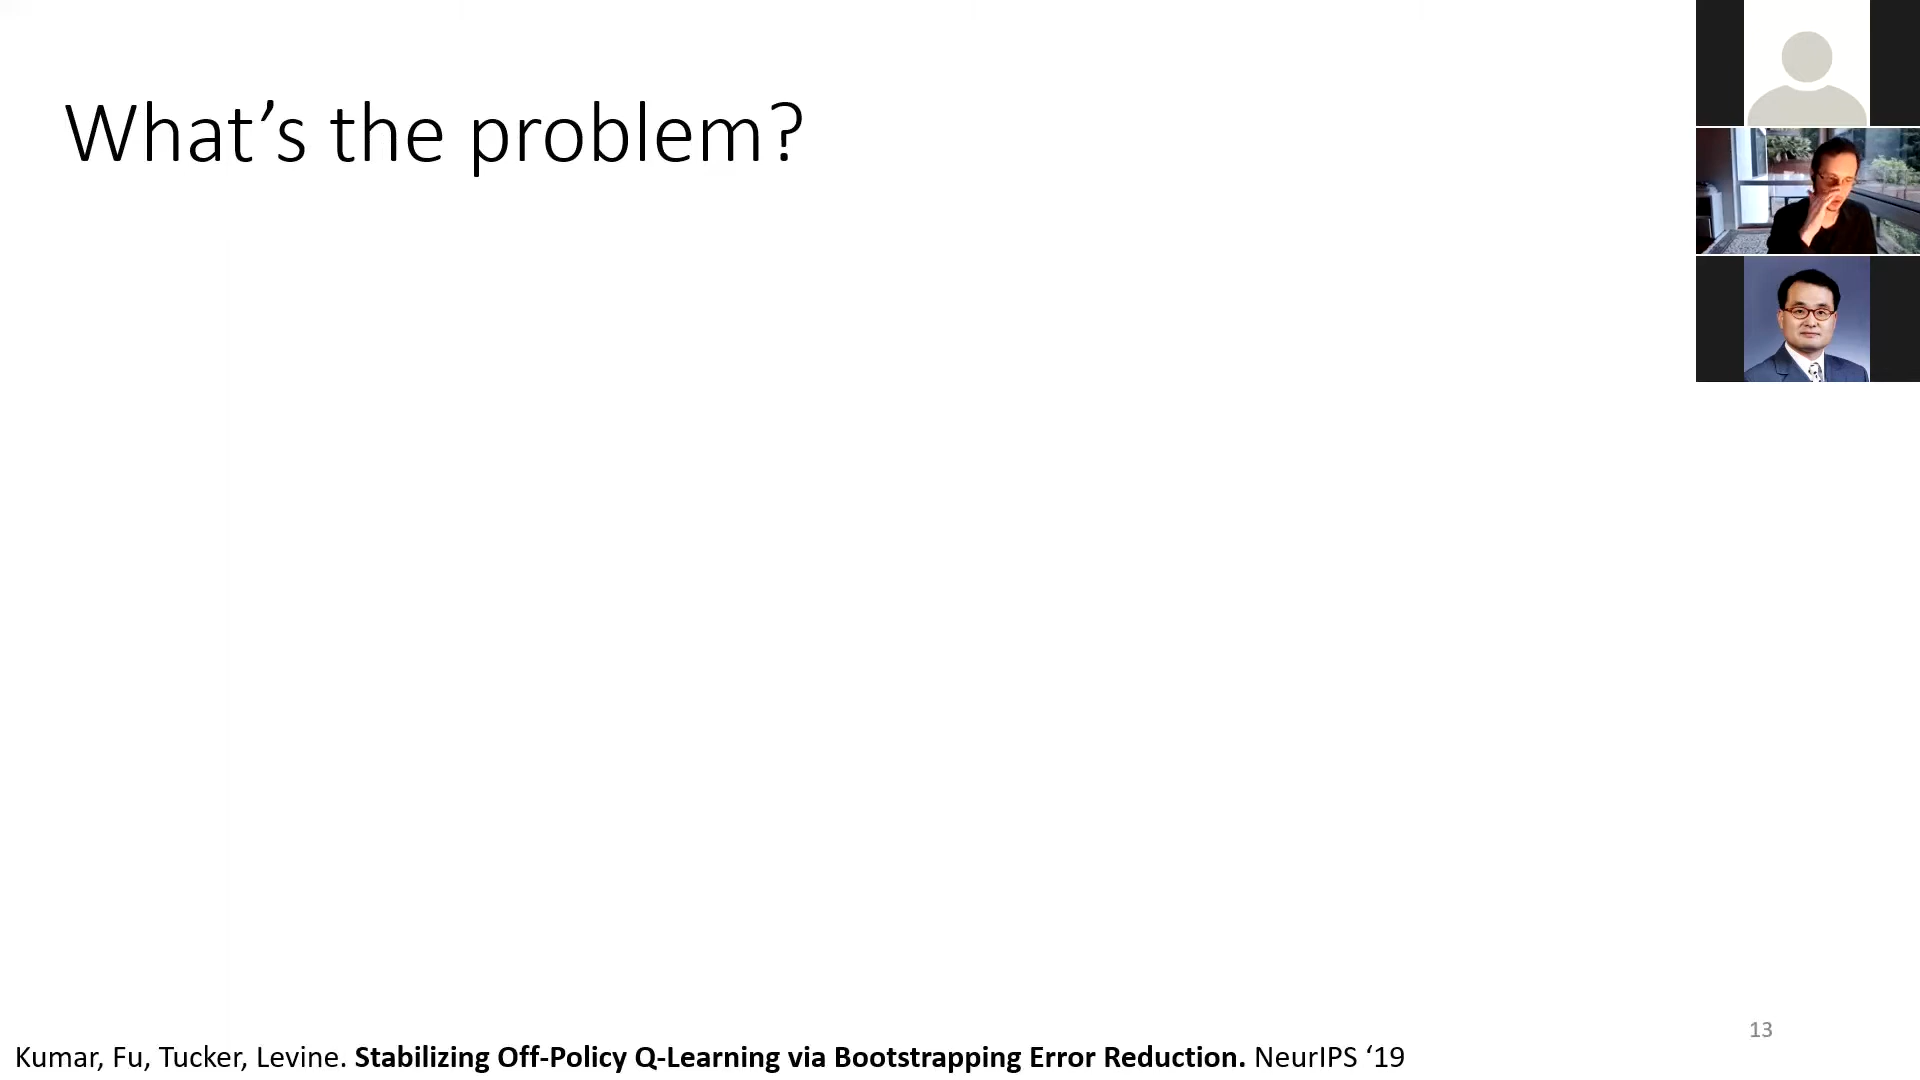 What’s the problem?
13
Kumar, Fu, Tucker, Levine. Stabilizing Off-Policy Q-Learning via Bootstrapping Error Reduction. NeurIPS ‘19